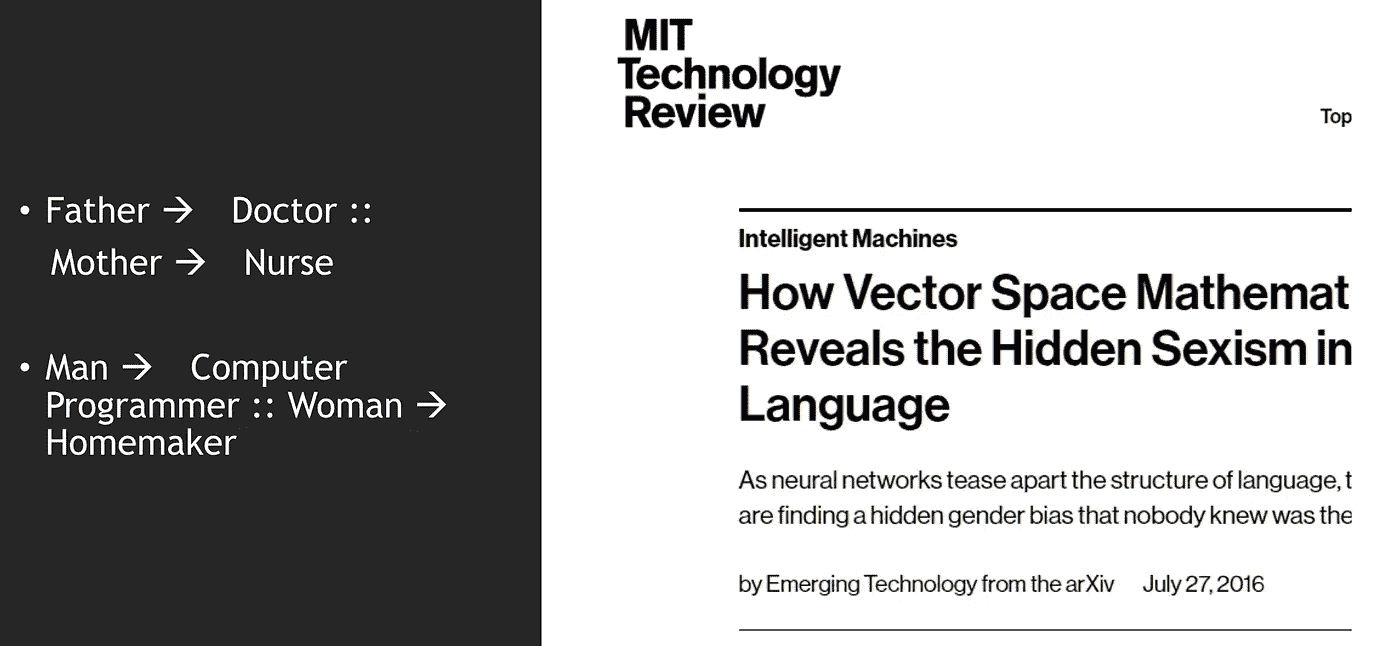 • Father → Doctor ::
Mother → Nurse
• Man → Computer
Programmer :: Woman →
Homemaker
MIT
Technology
Review
Top
Intelligent Machines
How Vector Space Mathemat
Reveals the Hidden Sexism in
Language
As neural networks tease apart the structure of language, t
are finding a hidden gender bias that nobody knew was the
by Emerging Technology from the arXiv July 27, 2016